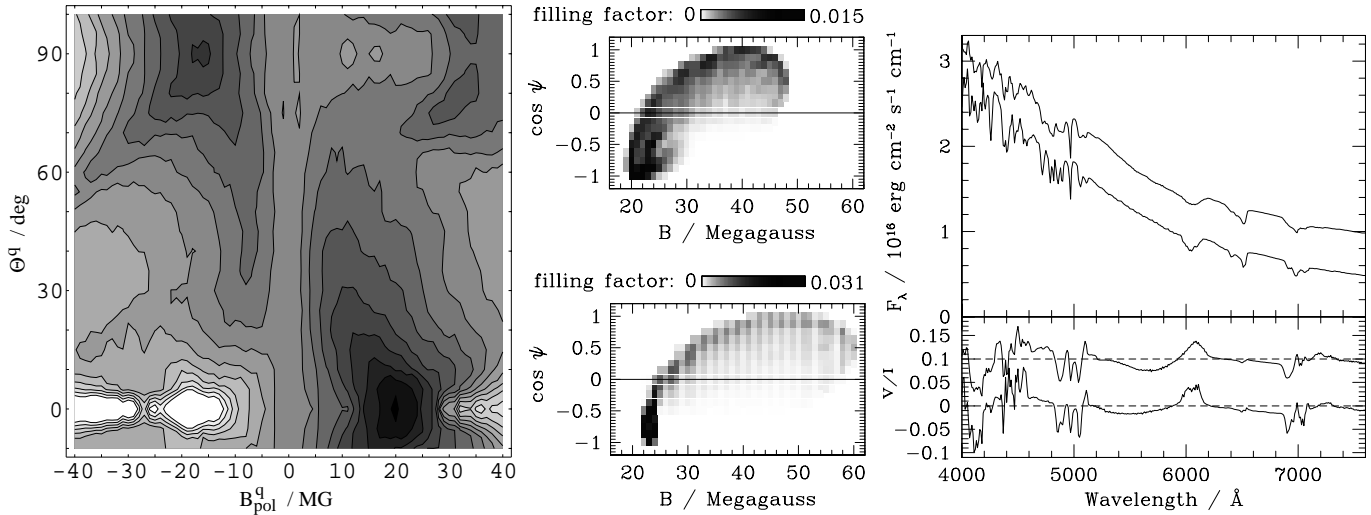 90
60
30
0
Θ^q / deg
−40 −30 −20 −10 0 10 20 30 40
B^q_pol / MG
filling factor: 0 0.015
1
0.5
0
−0.5
−1
cos ψ
20 30 40 50 60
B / Megagauss
filling factor: 0 0.031
1
0.5
0
−0.5
−1
cos ψ
20 30 40 50 60
B / Megagauss
3
2
1
0
F_λ / 10^16 erg cm^−2 s^−1 cm^−1
0.15
0.1
0.05
0
−0.05
−0.1
V/I
4000 5000 6000 7000
Wavelength / Å